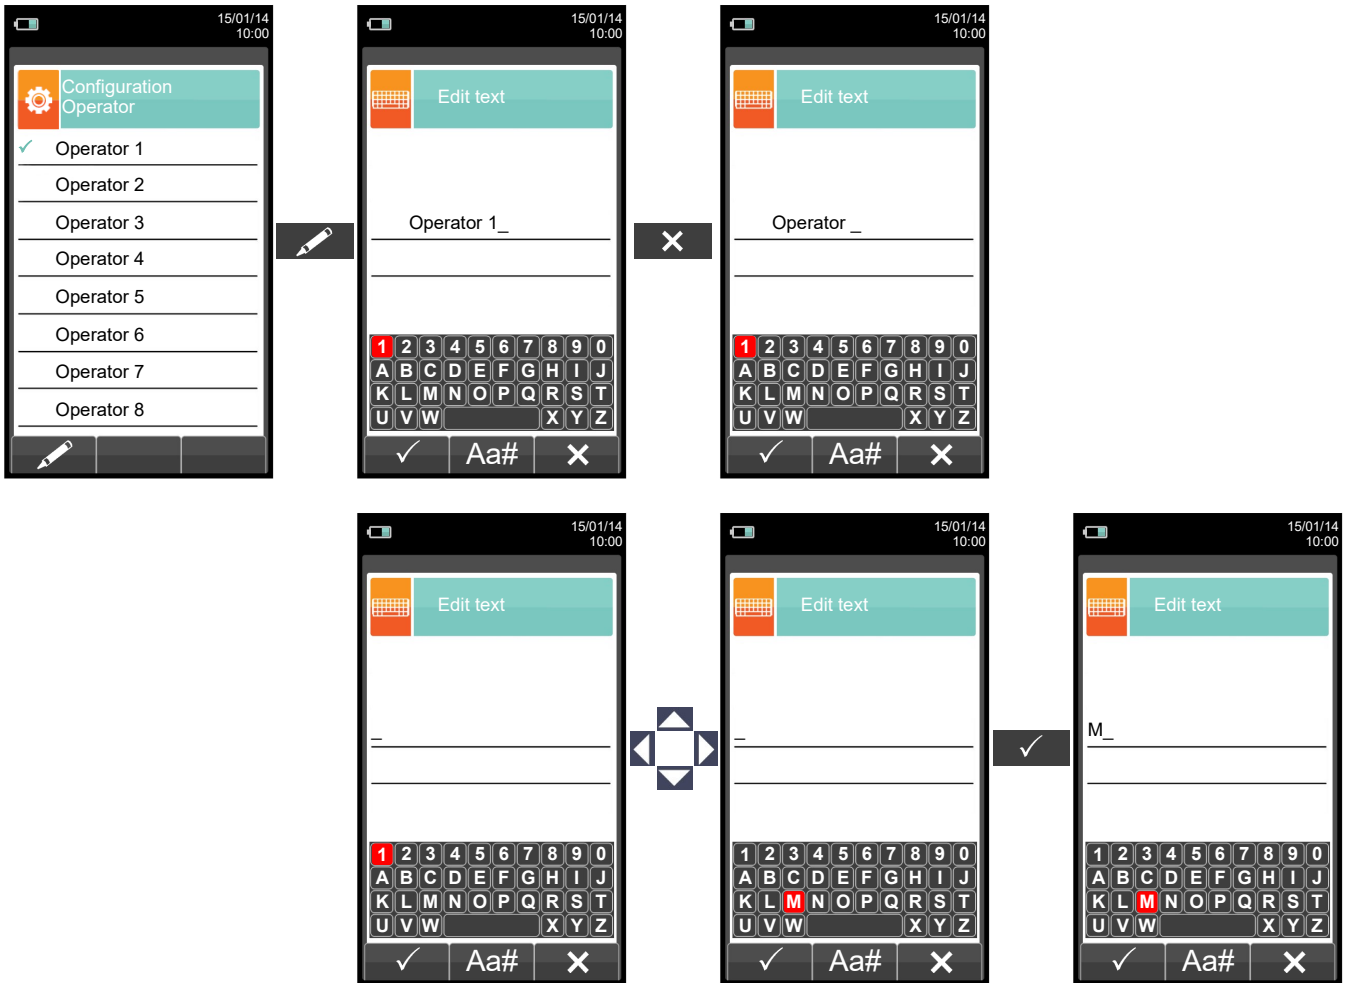 15/01/14
10:00
Configuration
Operator
Operator 1
Operator 2
Operator 3
Operator 4
Operator 5
Operator 6
Operator 7
Operator 8
15/01/14
10:00
Edit text
Operator 1_
1 2 3 4 5 6 7 8 9 0
A B C D E F G H I J
K L M N O P Q R S T
U V W X Y Z
Aa#
15/01/14
10:00
Edit text
Operator _
1 2 3 4 5 6 7 8 9 0
A B C D E F G H I J
K L M N O P Q R S T
U V W X Y Z
Aa#
15/01/14
10:00
Edit text
_
1 2 3 4 5 6 7 8 9 0
A B C D E F G H I J
K L M N O P Q R S T
U V W X Y Z
Aa#
15/01/14
10:00
Edit text
_
1 2 3 4 5 6 7 8 9 0
A B C D E F G H I J
K L M N O P Q R S T
U V W X Y Z
Aa#
15/01/14
10:00
Edit text
M_
1 2 3 4 5 6 7 8 9 0
A B C D E F G H I J
K L M N O P Q R S T
U V W X Y Z
Aa#